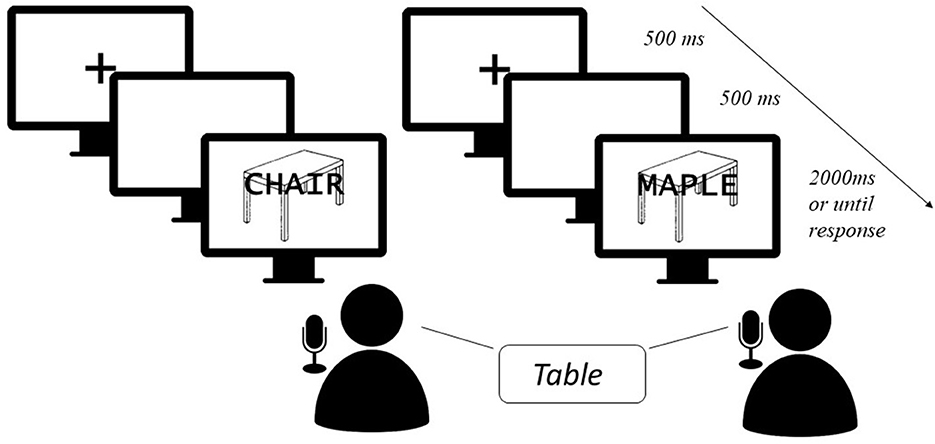 500 ms
500 ms
CHAIR
MAPLE
2000ms
or until
response
Table